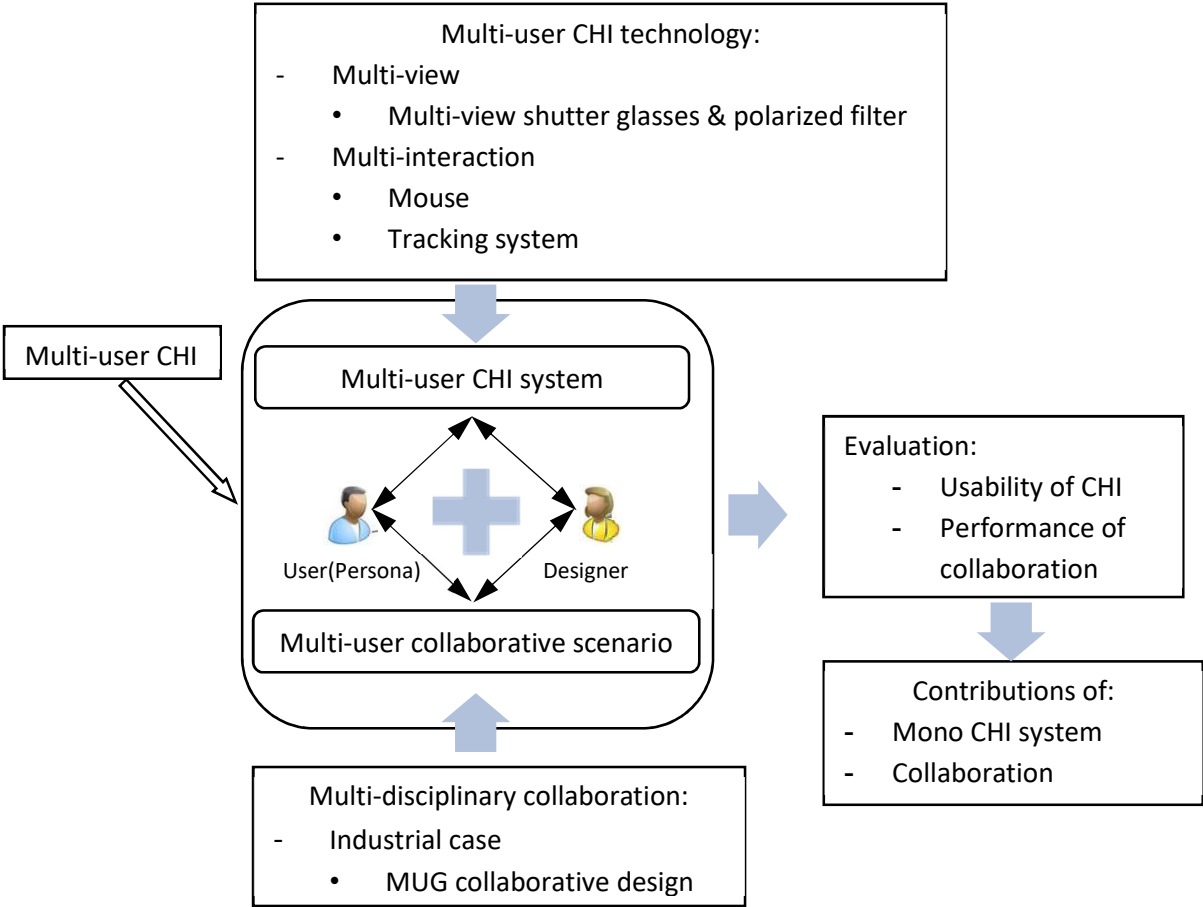 Multi-user CHI technology:
- Multi-view
• Multi-view shutter glasses & polarized filter
- Multi-interaction
• Mouse
• Tracking system
Multi-user CHI
Multi-user CHI system
User(Persona)
Designer
Multi-user collaborative scenario
Evaluation:
- Usability of CHI
- Performance of
collaboration
Contributions of:
- Mono CHI system
- Collaboration
Multi-disciplinary collaboration:
- Industrial case
• MUG collaborative design